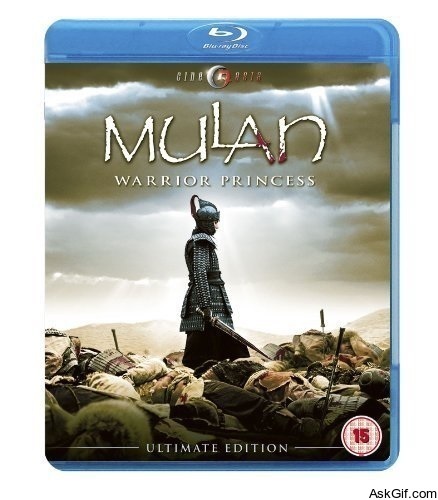 Blu-ray Disc
CINE ASIA
MULAN
WARRIOR PRINCESS
15
ULTIMATE EDITION
AskGif.com